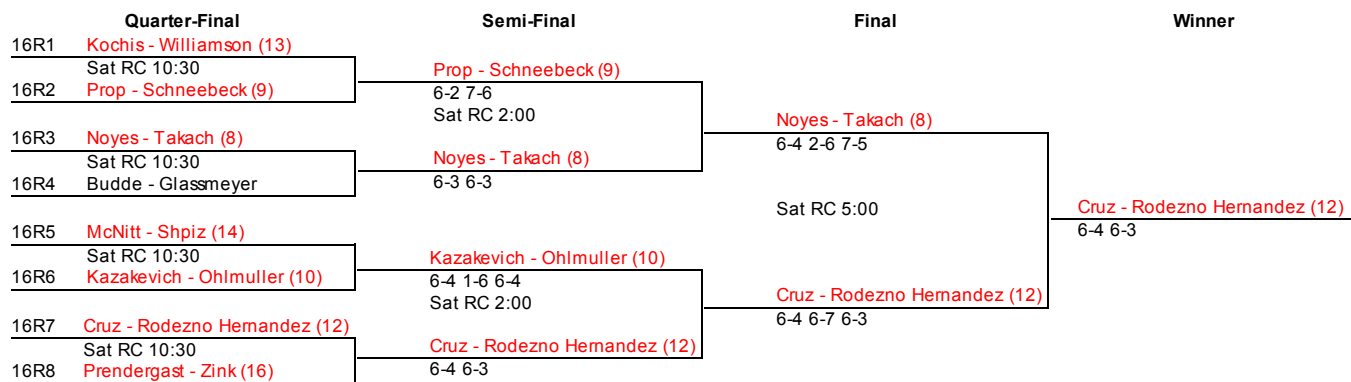 Quarter-Final Semi-Final Final Winner
16R1 Kochis - Williamson (13)
Sat RC 10:30
16R2 Prop - Schneebeck (9)
Prop - Schneebeck (9)
6-2 7-6
Sat RC 2:00
16R3 Noyes - Takach (8)
Sat RC 10:30
16R4 Budde - Glassmeyer
Noyes - Takach (8)
6-3 6-3
Noyes - Takach (8)
6-4 2-6 7-5
Sat RC 5:00
16R5 McNitt - Shpiz (14)
Sat RC 10:30
16R6 Kazakevich - Ohlmuller (10)
Kazakevich - Ohlmuller (10)
6-4 1-6 6-4
Sat RC 2:00
16R7 Cruz - Rodezno Hernandez (12)
Sat RC 10:30
16R8 Prendergast - Zink (16)
Cruz - Rodezno Hernandez (12)
6-4 6-3
Cruz - Rodezno Hernandez (12)
6-4 6-7 6-3
Cruz - Rodezno Hernandez (12)
6-4 6-3